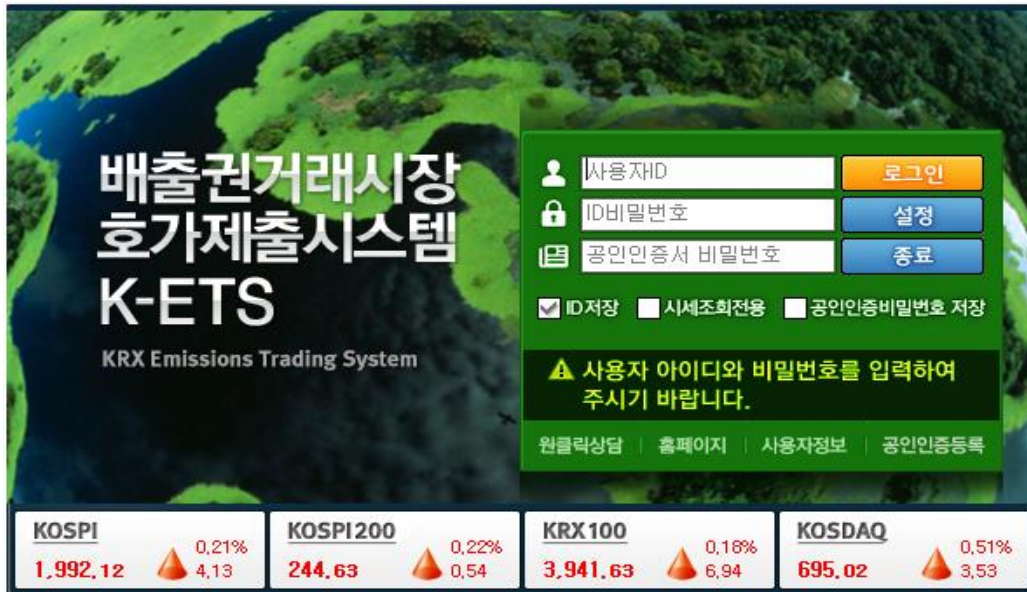 배출권거래시장
호가제출시스템
K-ETS
KRX Emissions Trading System
사용자ID
로그인
ID비밀번호
설정
공인인증서 비밀번호
종료
ID저장
시세조회전용
공인인증비밀번호 저장
사용자 아이디와 비밀번호를 입력하여
주시기 바랍니다.
원클릭상담 | 홈페이지 | 사용자정보 | 공인인증등록
KOSPI
0,21%
1,992.12
4,13
KOSPI200
0,22%
244.63
0,54
KRX100
0,18%
3,941.63
6,94
KOSDAQ
0,51%
695.02
3,53